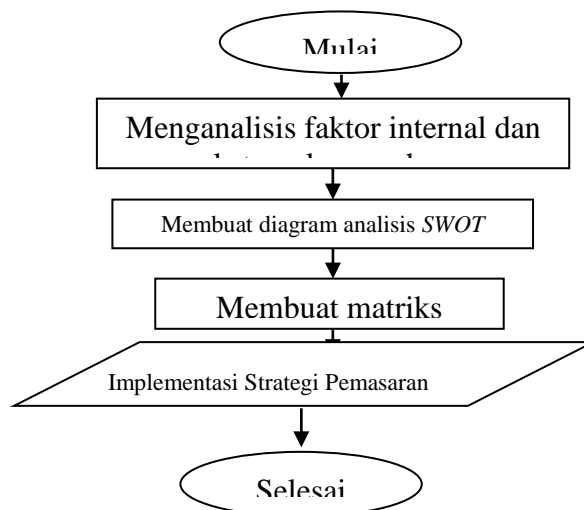 Mulai
Menganalisis faktor internal dan
Membuat diagram analisis SWOT
Membuat matriks
Implementasi Strategi Pemasaran
Selesai